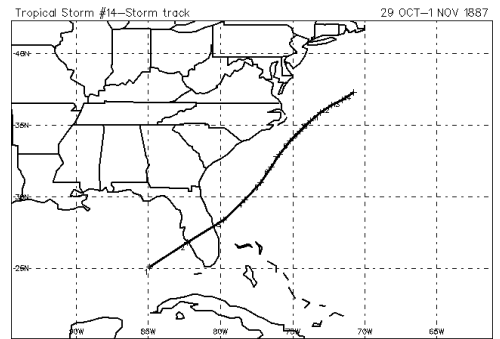 Tropical Storm #14—Storm track
29 OCT—1 NOV 1887
40N
35N
30N
25N
90W
85W
80W
75W
70W
65W